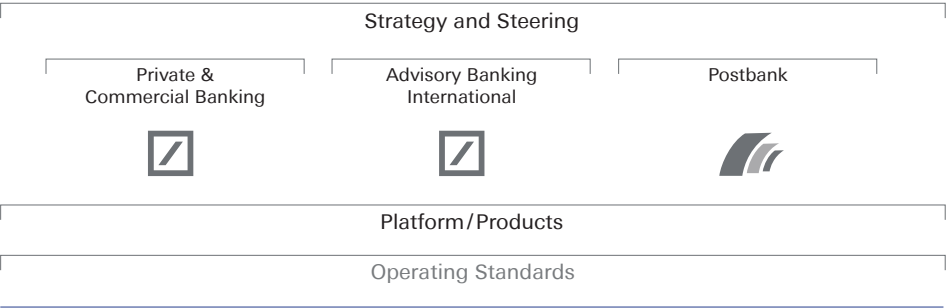 Strategy and Steering
Private &
Commercial Banking
Advisory Banking
International
Postbank
Platform/Products
Operating Standards